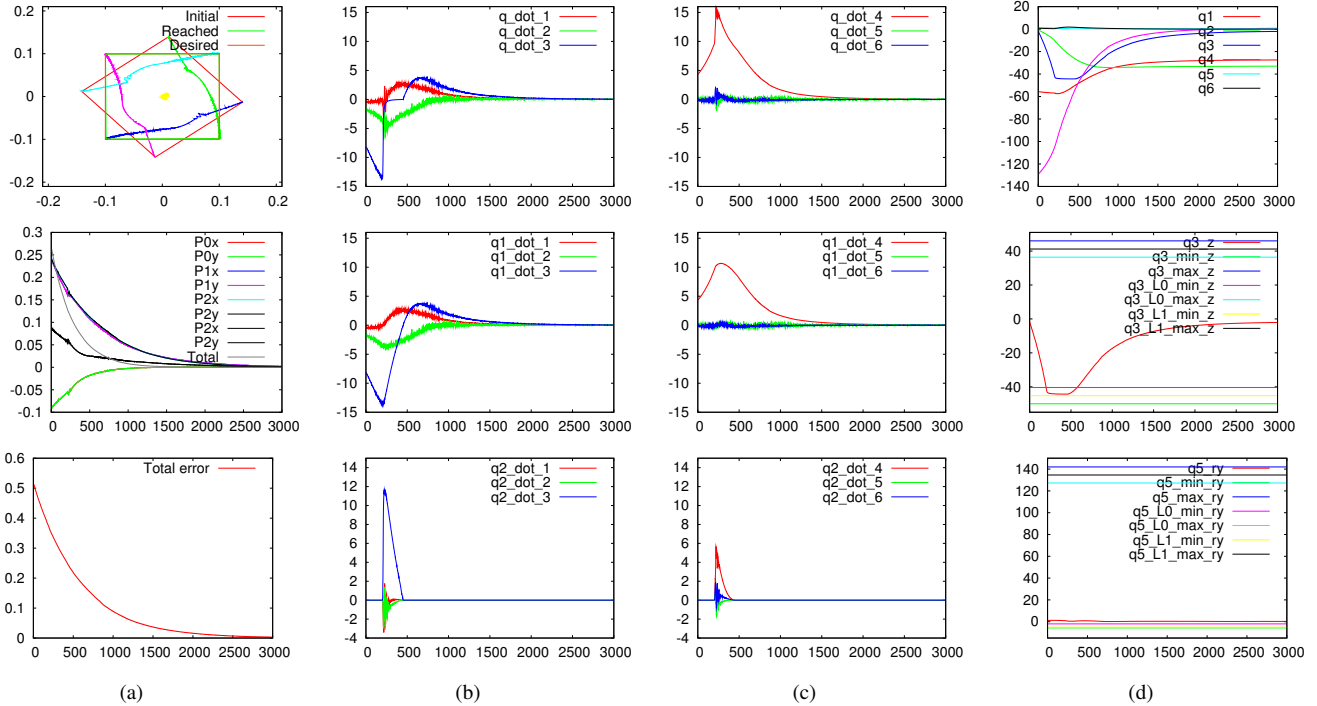 Initial
Reached
Desired
0.2
0.1
0
-0.1
-0.2
-0.2 -0.1 0 0.1 0.2
q_dot_1
q_dot_2
q_dot_3
15
10
5
0
-5
-10
-15
0 500 1000 1500 2000 2500 3000
q_dot_4
q_dot_5
q_dot_6
15
10
5
0
-5
-10
-15
0 500 1000 1500 2000 2500 3000
q1
q2
q3
q4
q5
q6
20
0
-20
-40
-60
-80
-100
-120
-140
0 500 1000 1500 2000 2500 3000
P0x
P0y
P1x
P1y
P2x
P2y
P2x
P2y
Total
0.3
0.25
0.2
0.15
0.1
0.05
0
-0.05
-0.1
0 500 1000 1500 2000 2500 3000
q1_dot_1
q1_dot_2
q1_dot_3
15
10
5
0
-5
-10
-15
0 500 1000 1500 2000 2500 3000
q1_dot_4
q1_dot_5
q1_dot_6
15
10
5
0
-5
-10
-15
0 500 1000 1500 2000 2500 3000
q3_z
q3_min_z
q3_max_z
q3_L0_min_z
q3_L0_max_z
q3_L1_min_z
q3_L1_max_z
40
20
0
-20
-40
0 500 1000 1500 2000 2500 3000
Total error
0.6
0.5
0.4
0.3
0.2
0.1
0
0 500 1000 1500 2000 2500 3000
q2_dot_1
q2_dot_2
q2_dot_3
14
12
10
8
6
4
2
0
-2
-4
0 500 1000 1500 2000 2500 3000
q2_dot_4
q2_dot_5
q2_dot_6
14
12
10
8
6
4
2
0
-2
-4
0 500 1000 1500 2000 2500 3000
q5_ry
q5_min_ry
q5_max_ry
q5_L0_min_ry
q5_L0_max_ry
q5_L1_min_ry
q5_L1_max_ry
140
120
100
80
60
40
20
0
0 500 1000 1500 2000 2500 3000
(a)
(b)
(c)
(d)